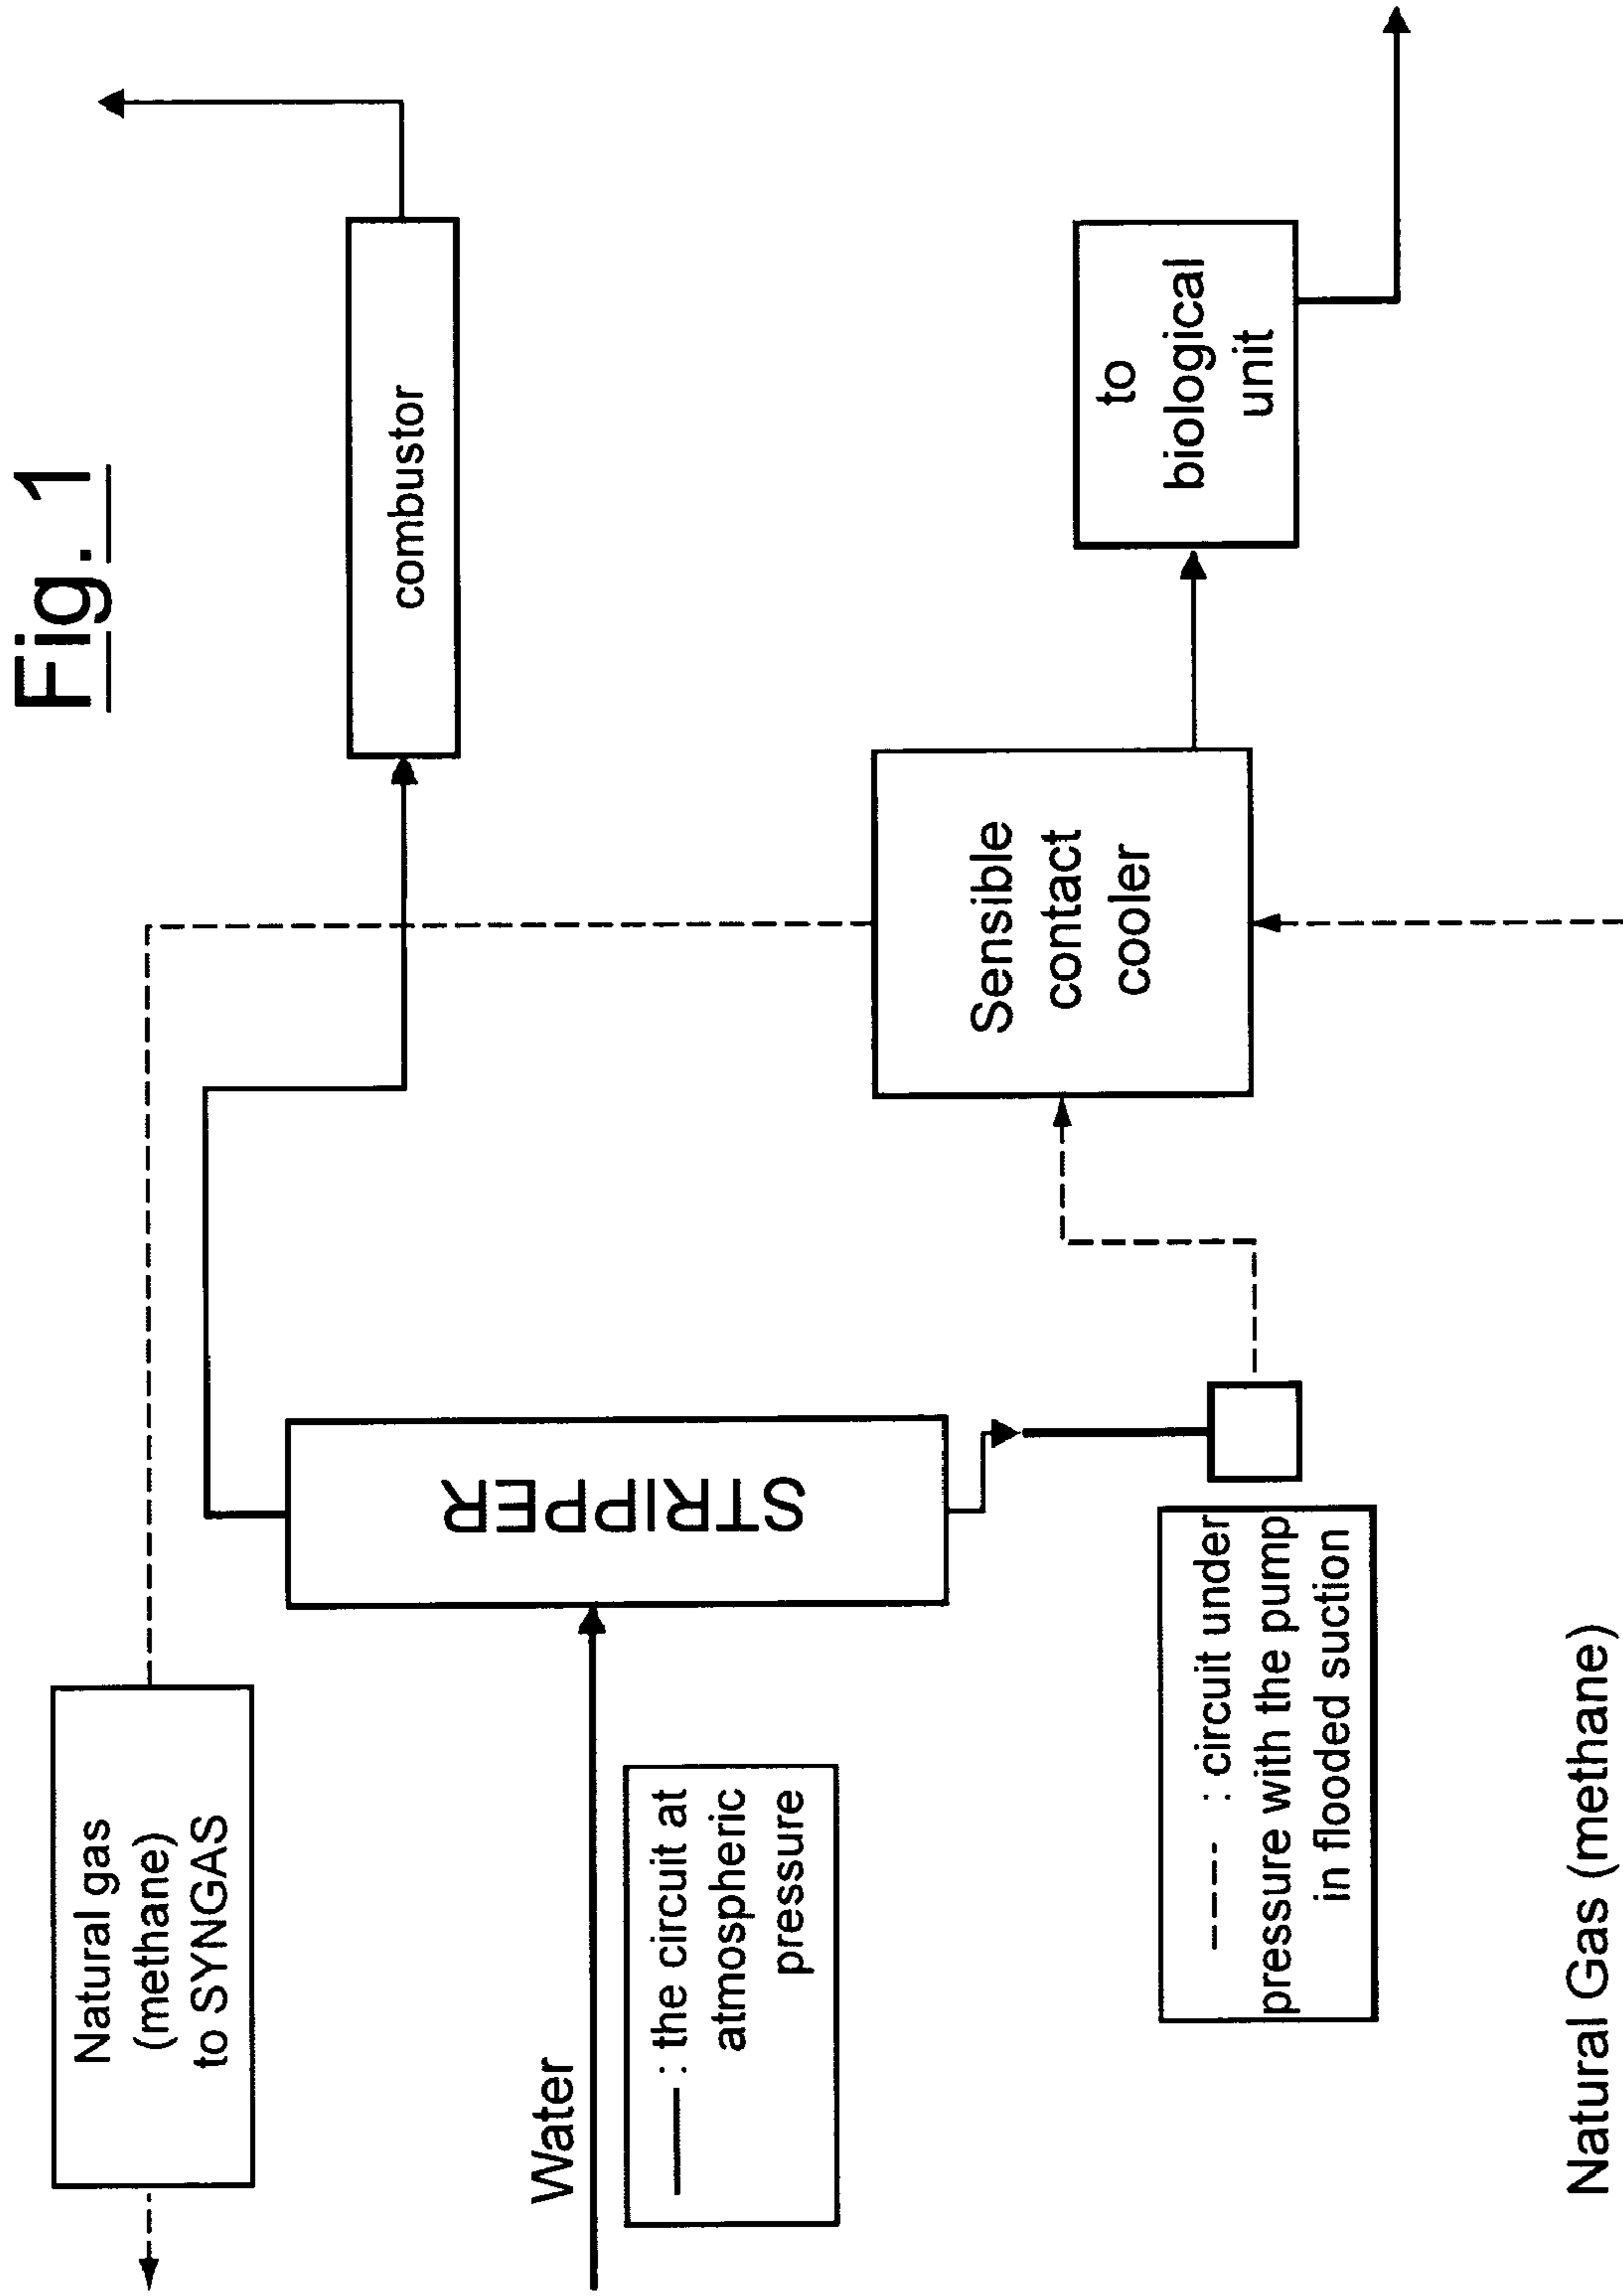 Fig. 1
Natural gas
(methane)
to SYNGAS
combustor
Water
STRIPPER
— : the circuit at
atmospheric
pressure
Sensible
contact
cooler
to
biological
unit
---- : circuit under
pressure with the pump
in flooded suction
Natural Gas (methane)